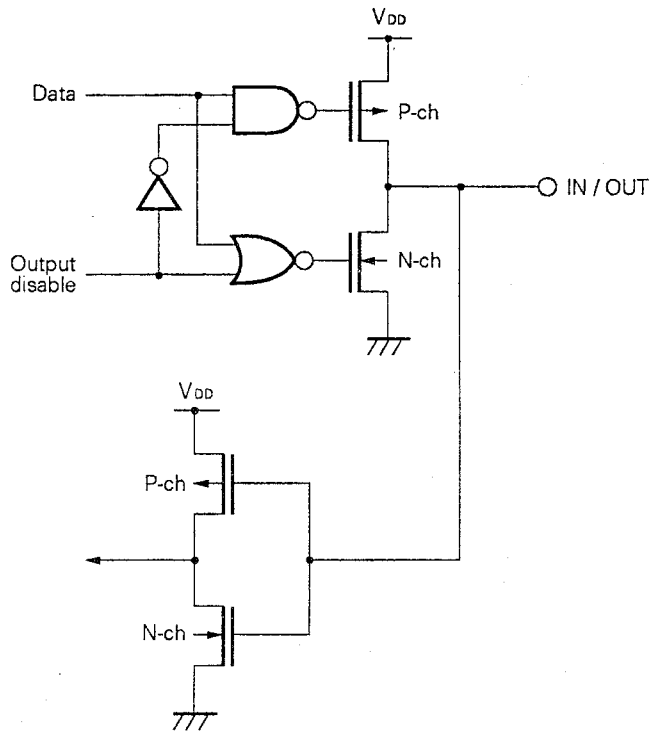 VDD
Data
P-ch
IN / OUT
Output
disable
N-ch
VDD
P-ch
N-ch